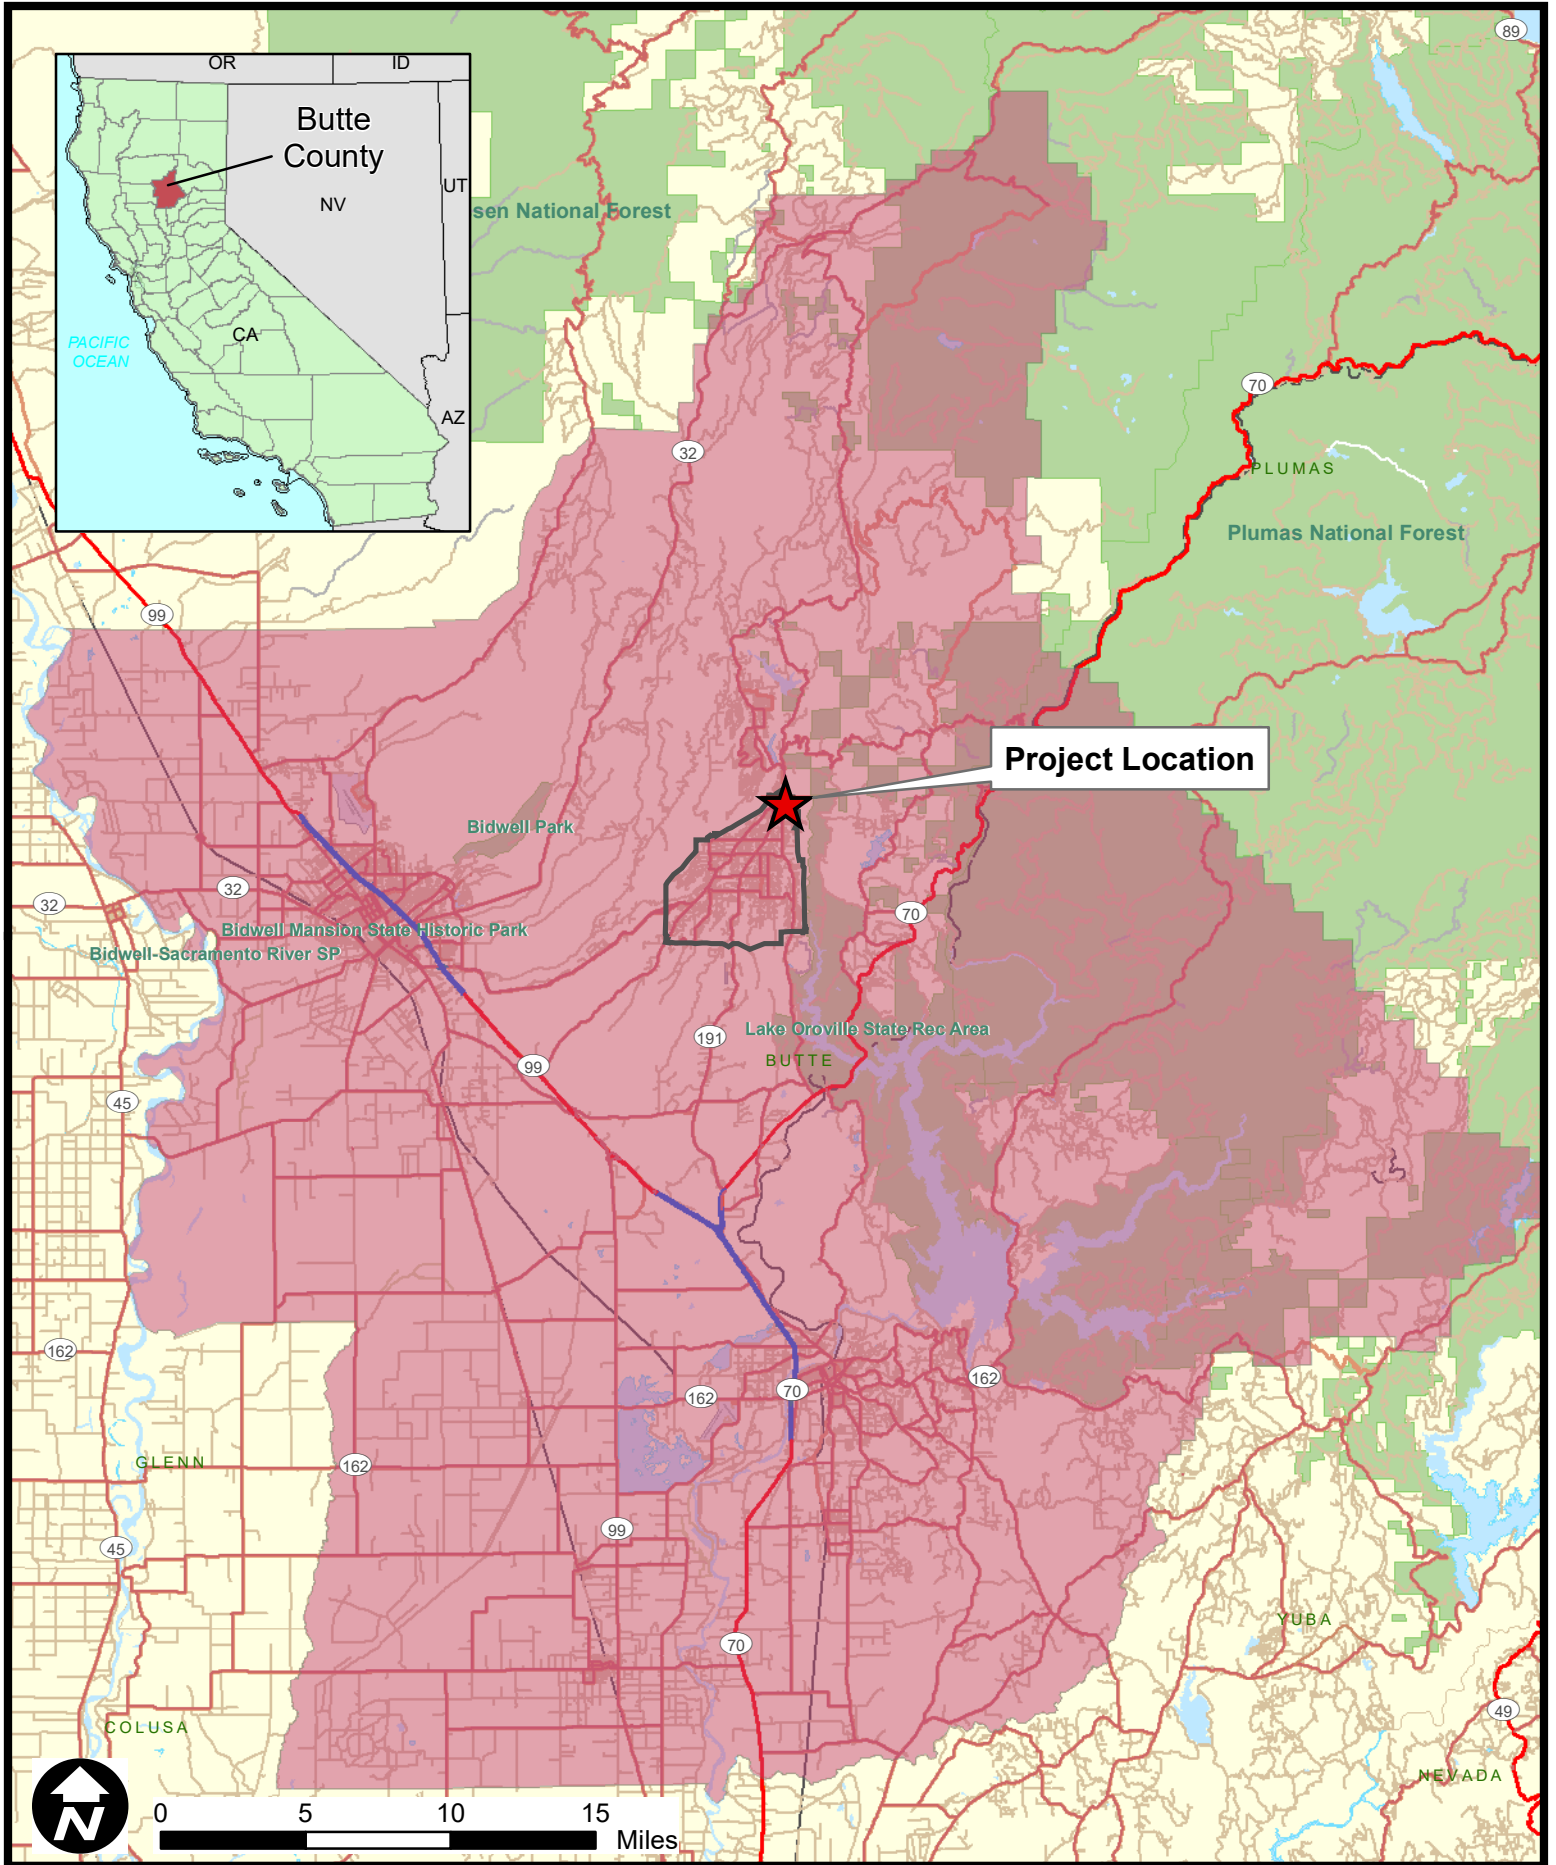 89
OR
ID
Butte
County
UT
NV
sen National Forest
CA
PACIFIC
OCEAN
AZ
70
32
PLUMAS
Plumas National Forest
99
Project Location
Bidwell Park
32
32
70
Bidwell Mansion State Historic Park
Bidwell-Sacramento River SP
Lake Oroville State Rec Area
191
BUTTE
99
45
162
162
70
162
GLENN
162
99
45
YUBA
70
49
COLUSA
NEVADA
N
0 5 10 15
Miles